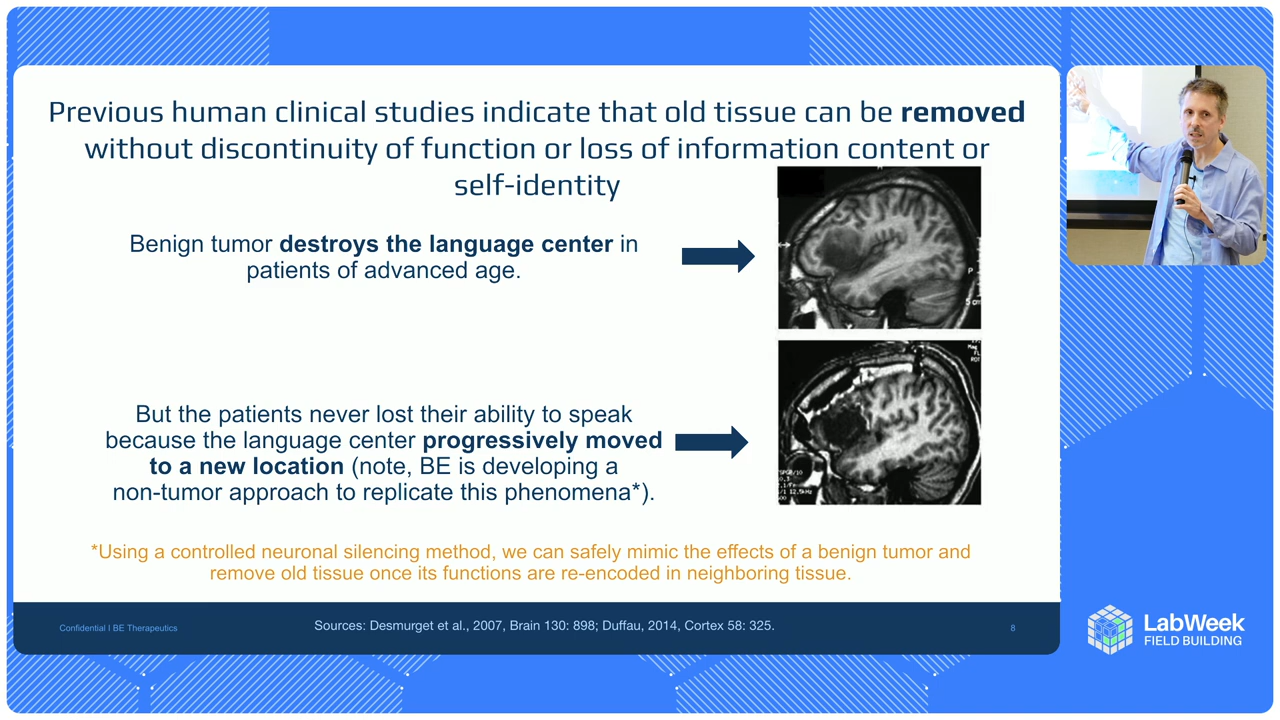 Previous human clinical studies indicate that old tissue can be removed
without discontinuity of function or loss of information content or
self-identity
Benign tumor destroys the language center in
patients of advanced age.
But the patients never lost their ability to speak
because the language center progressively moved
to a new location (note, BE is developing a
non-tumor approach to replicate this phenomena*).
*Using a controlled neuronal silencing method, we can safely mimic the effects of a benign tumor and
remove old tissue once its functions are re-encoded in neighboring tissue.
Confidential I BE Therapeutics
Sources: Desmurget et al., 2007, Brain 130: 898; Duffau, 2014, Cortex 58: 325.
8
LabWeek
FIELD BUILDING